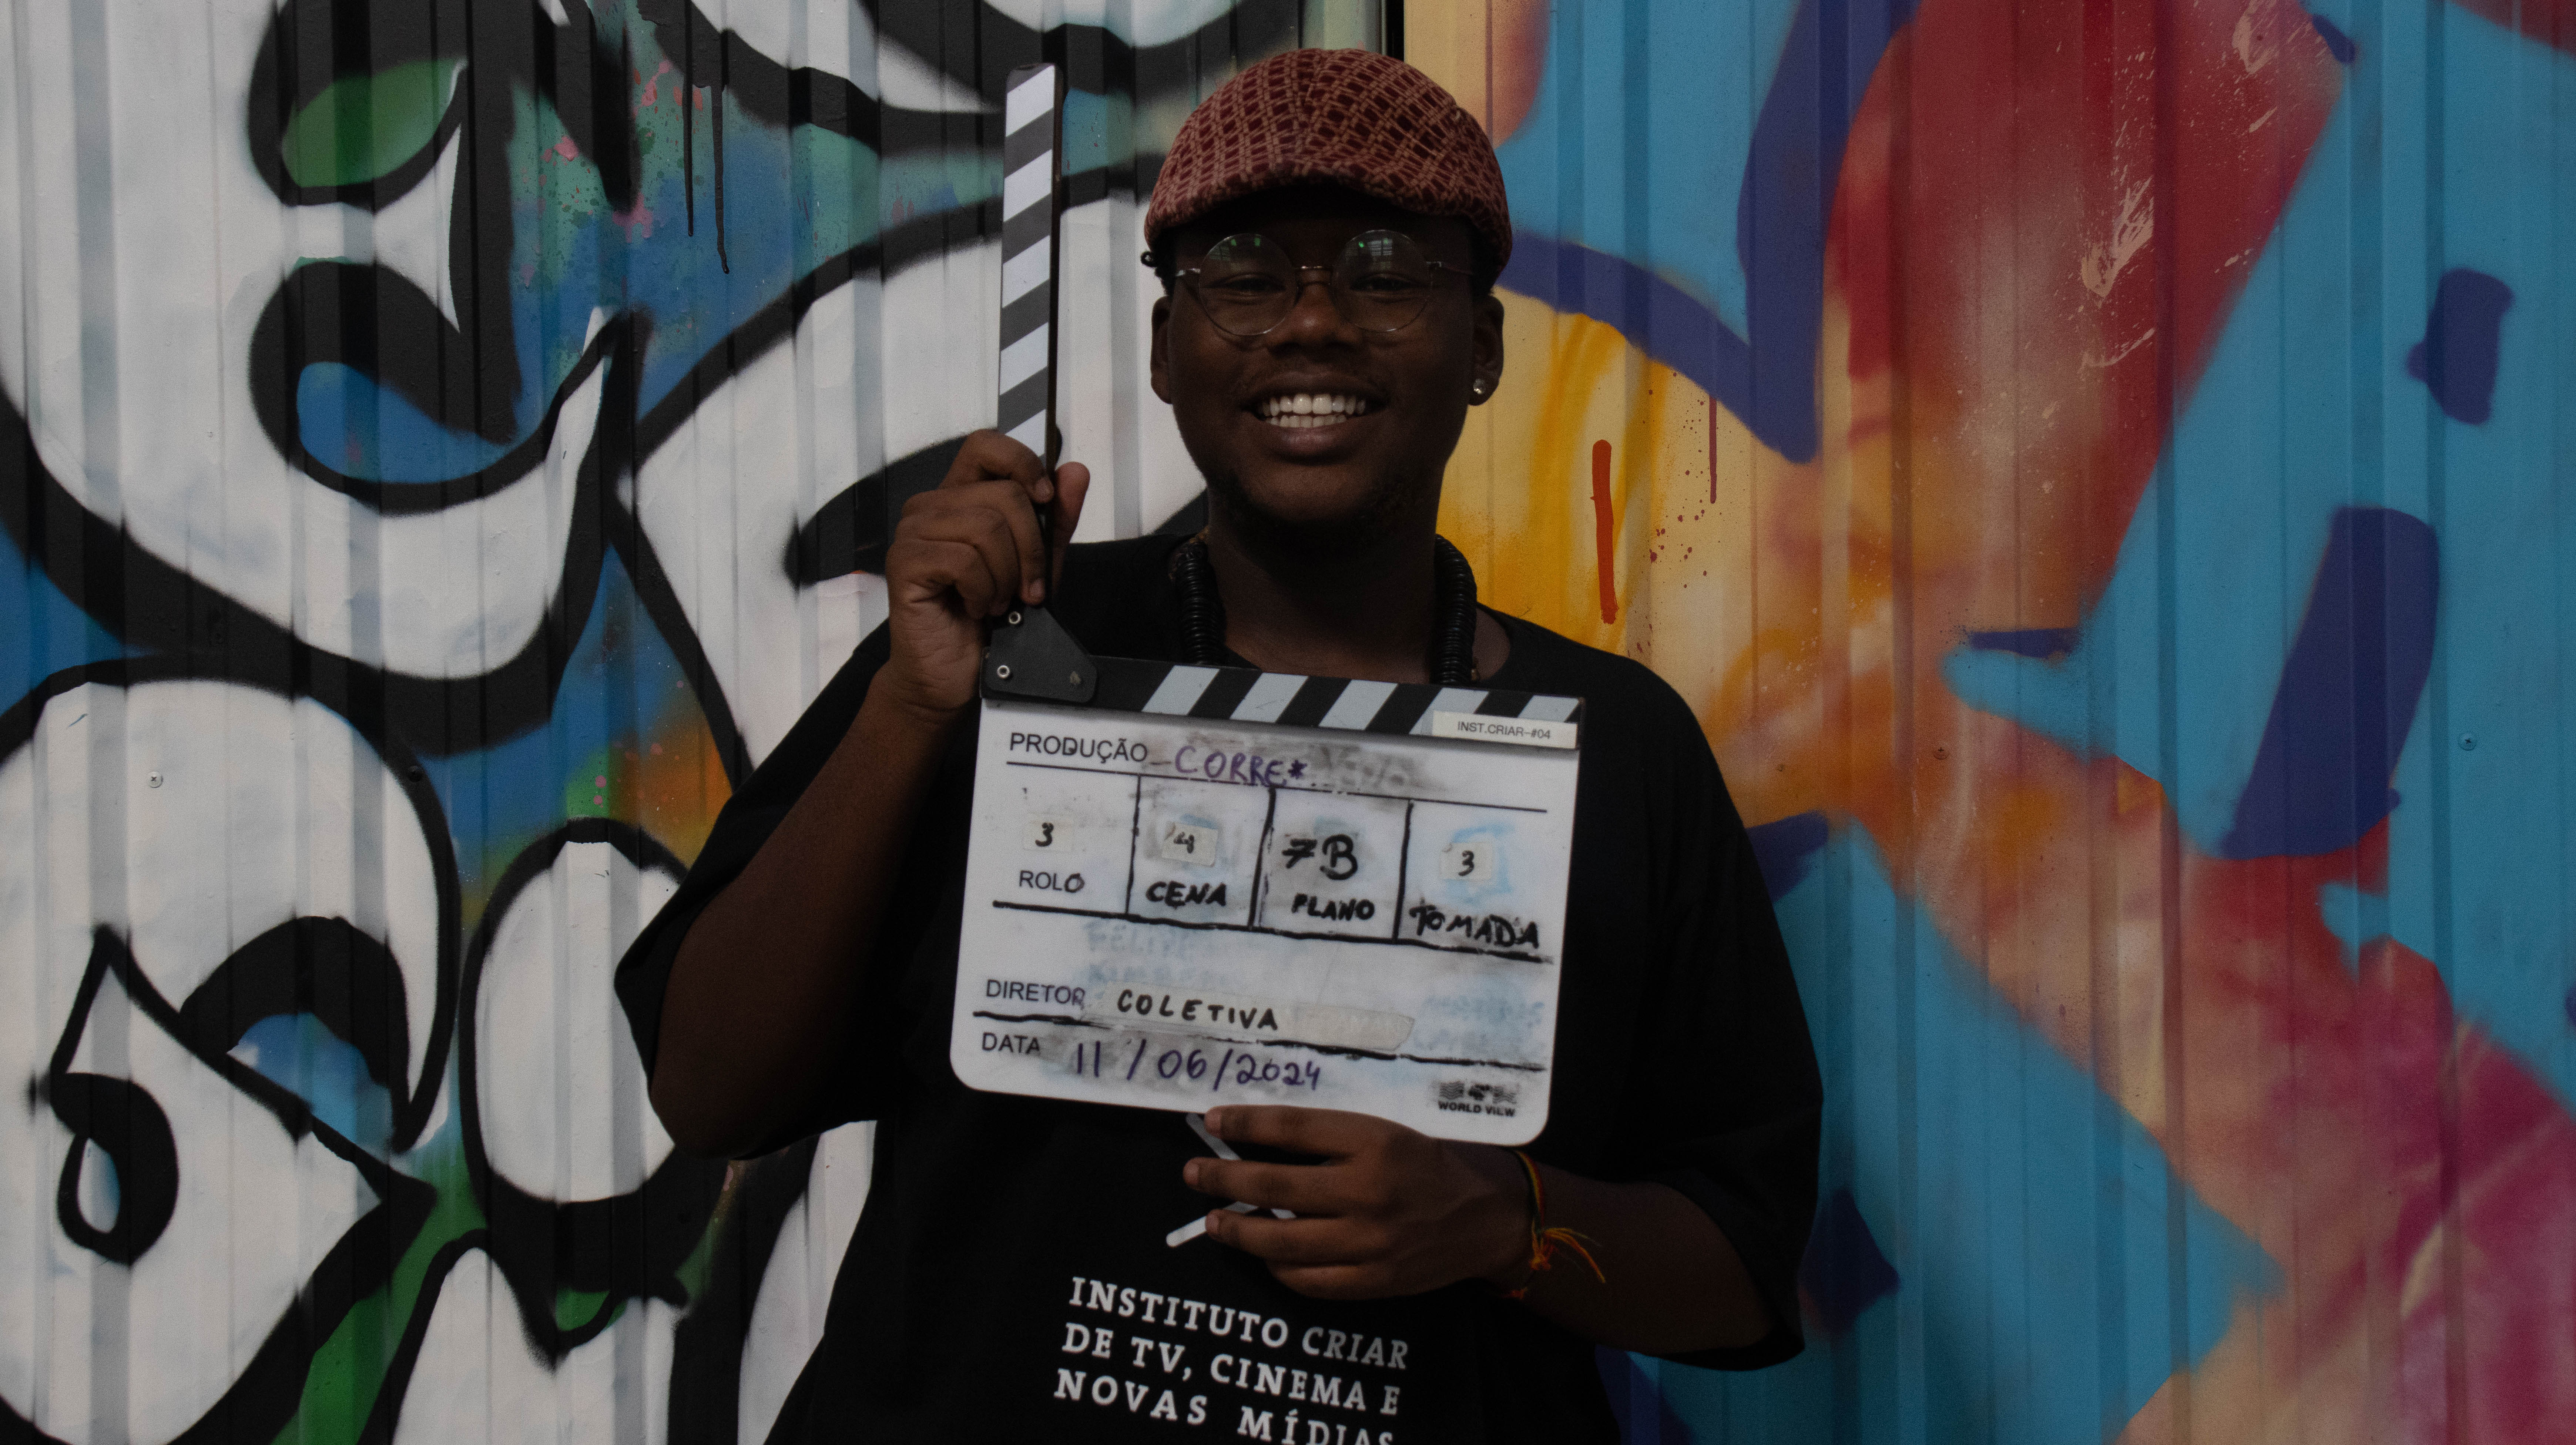 INST.CRIAR-#04
PRODUÇÃO CORRE*
3 4 7B 3
ROLO CENA PLANO TOMADA
DIRETOR COLETIVA
DATA 11/06/2024
WORLD VIEW
INSTITUTO CRIAR
DE TV, CINEMA E
NOVAS MÍDIAS